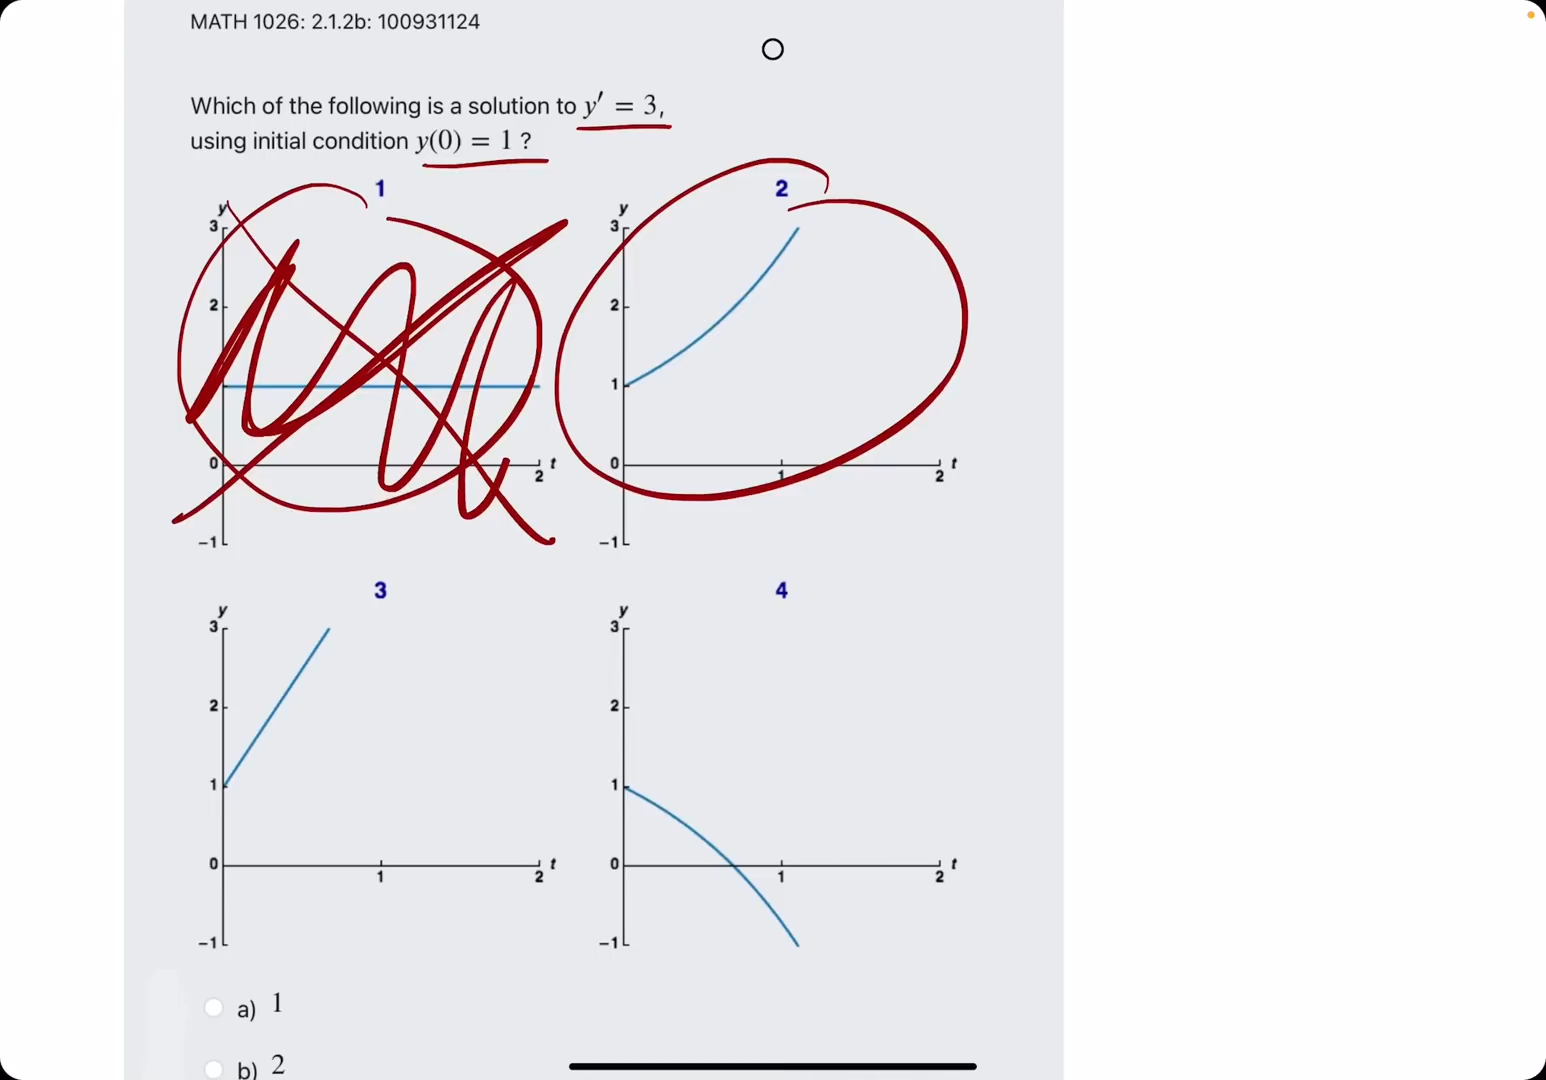 MATH 1026: 2.1.2b: 100931124
Which of the following is a solution to y′ = 3,
using initial condition y(0) = 1 ?
1
y
3
2
0
2
t
−1
2
y
3
2
1
0
1
2
t
−1
3
y
3
2
1
0
1
2
t
−1
4
y
3
2
1
0
1
2
t
−1
a) 1
b) 2